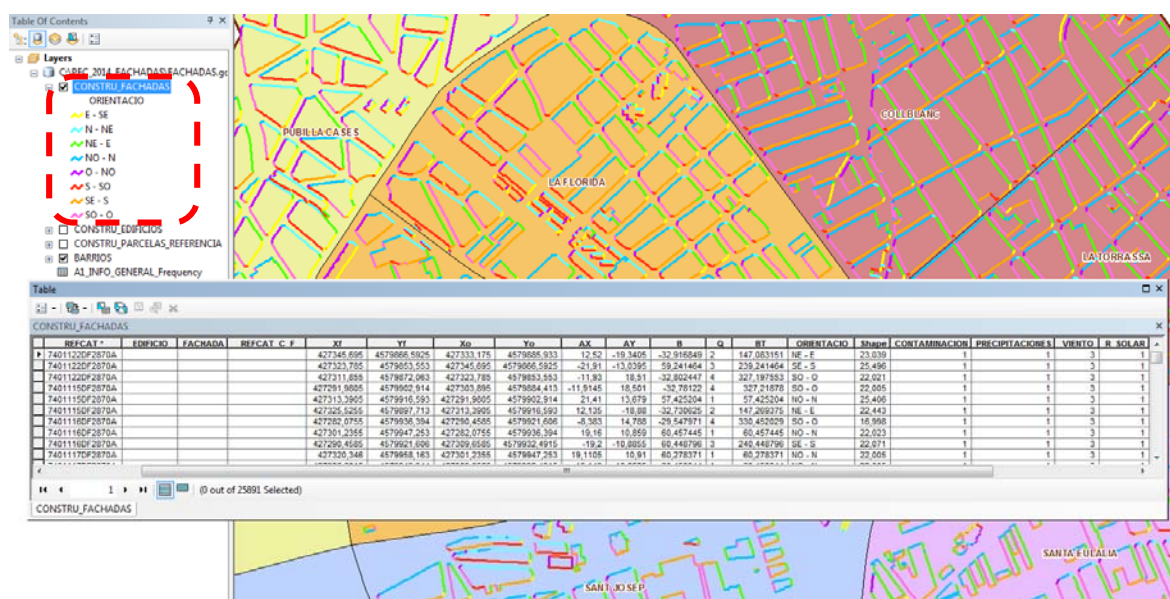 Table Of Contents
Layers
C:\PEC_2014_FACHADAS\FACHADAS.g
CONSTRU_FACHADAS
ORIENTACIO
E - SE
N - NE
NE - E
NO - N
O - NO
S - SO
SE - S
SO - O
CONSTRU_EDIFICIOS
CONSTRU_PARCELAS_REFERENCIA
BARRIOS
A1_INFO_GENERAL_Frequency
PUBILLA CASES
COLLBLANC
LA FLORIDA
LA TORRASSA
Table
CONSTRU_FACHADAS
REFCAT * EDIFICIO FACHADA REFCAT_C_F Xf Yf Xo Yo AX AY B Q BT ORIENTACIO Shape CONTAMINACION PRECIPITACIONES VIENTO R_SOLAR
7401122DF2870A 427345,695 4579866,5925 427333,175 4579885,933 12,52 -19,3405 -32,916849 2 147,083151 NE - E 23,039 1 1 3 1
7401122DF2870A 427323,785 4579853,553 427345,695 4579866,5925 -21,91 -13,0395 59,241464 3 239,241464 SE - S 25,496 1 1 3 1
7401122DF2870A 427311,855 4579872,063 427323,785 4579853,553 -11,93 18,51 -32,802447 4 327,197553 SO - O 22,021 1 1 3 1
7401115DF2870A 427291,9805 4579902,914 427303,895 4579884,413 -11,9145 18,501 -32,78122 4 327,21878 SO - O 22,005 1 1 3 1
7401115DF2870A 427313,3905 4579916,593 427291,9805 4579902,914 21,41 13,679 57,425204 1 57,425204 NO - N 25,406 1 1 3 1
7401115DF2870A 427325,5255 4579897,713 427313,3905 4579916,593 12,135 -18,88 -32,730625 2 147,269375 NE - E 22,443 1 1 3 1
7401116DF2870A 427282,0755 4579936,394 427290,4585 4579921,606 -8,383 14,788 -29,547971 4 330,452029 SO - O 16,998 1 1 3 1
7401116DF2870A 427301,2355 4579947,253 427282,0755 4579936,394 19,16 10,859 60,457445 1 60,457445 NO - N 22,023 1 1 3 1
7401116DF2870A 427290,4585 4579921,606 427309,6585 4579932,4915 -19,2 -10,8855 60,448796 3 240,448796 SE - S 22,071 1 1 3 1
7401117DF2870A 427320,346 4579958,163 427301,2355 4579947,253 19,1105 10,91 60,278371 1 60,278371 NO - N 22,005 1 1 3 1
1 (0 out of 25891 Selected)
CONSTRU_FACHADAS
SANT JOSEP
SANTA EULALIA